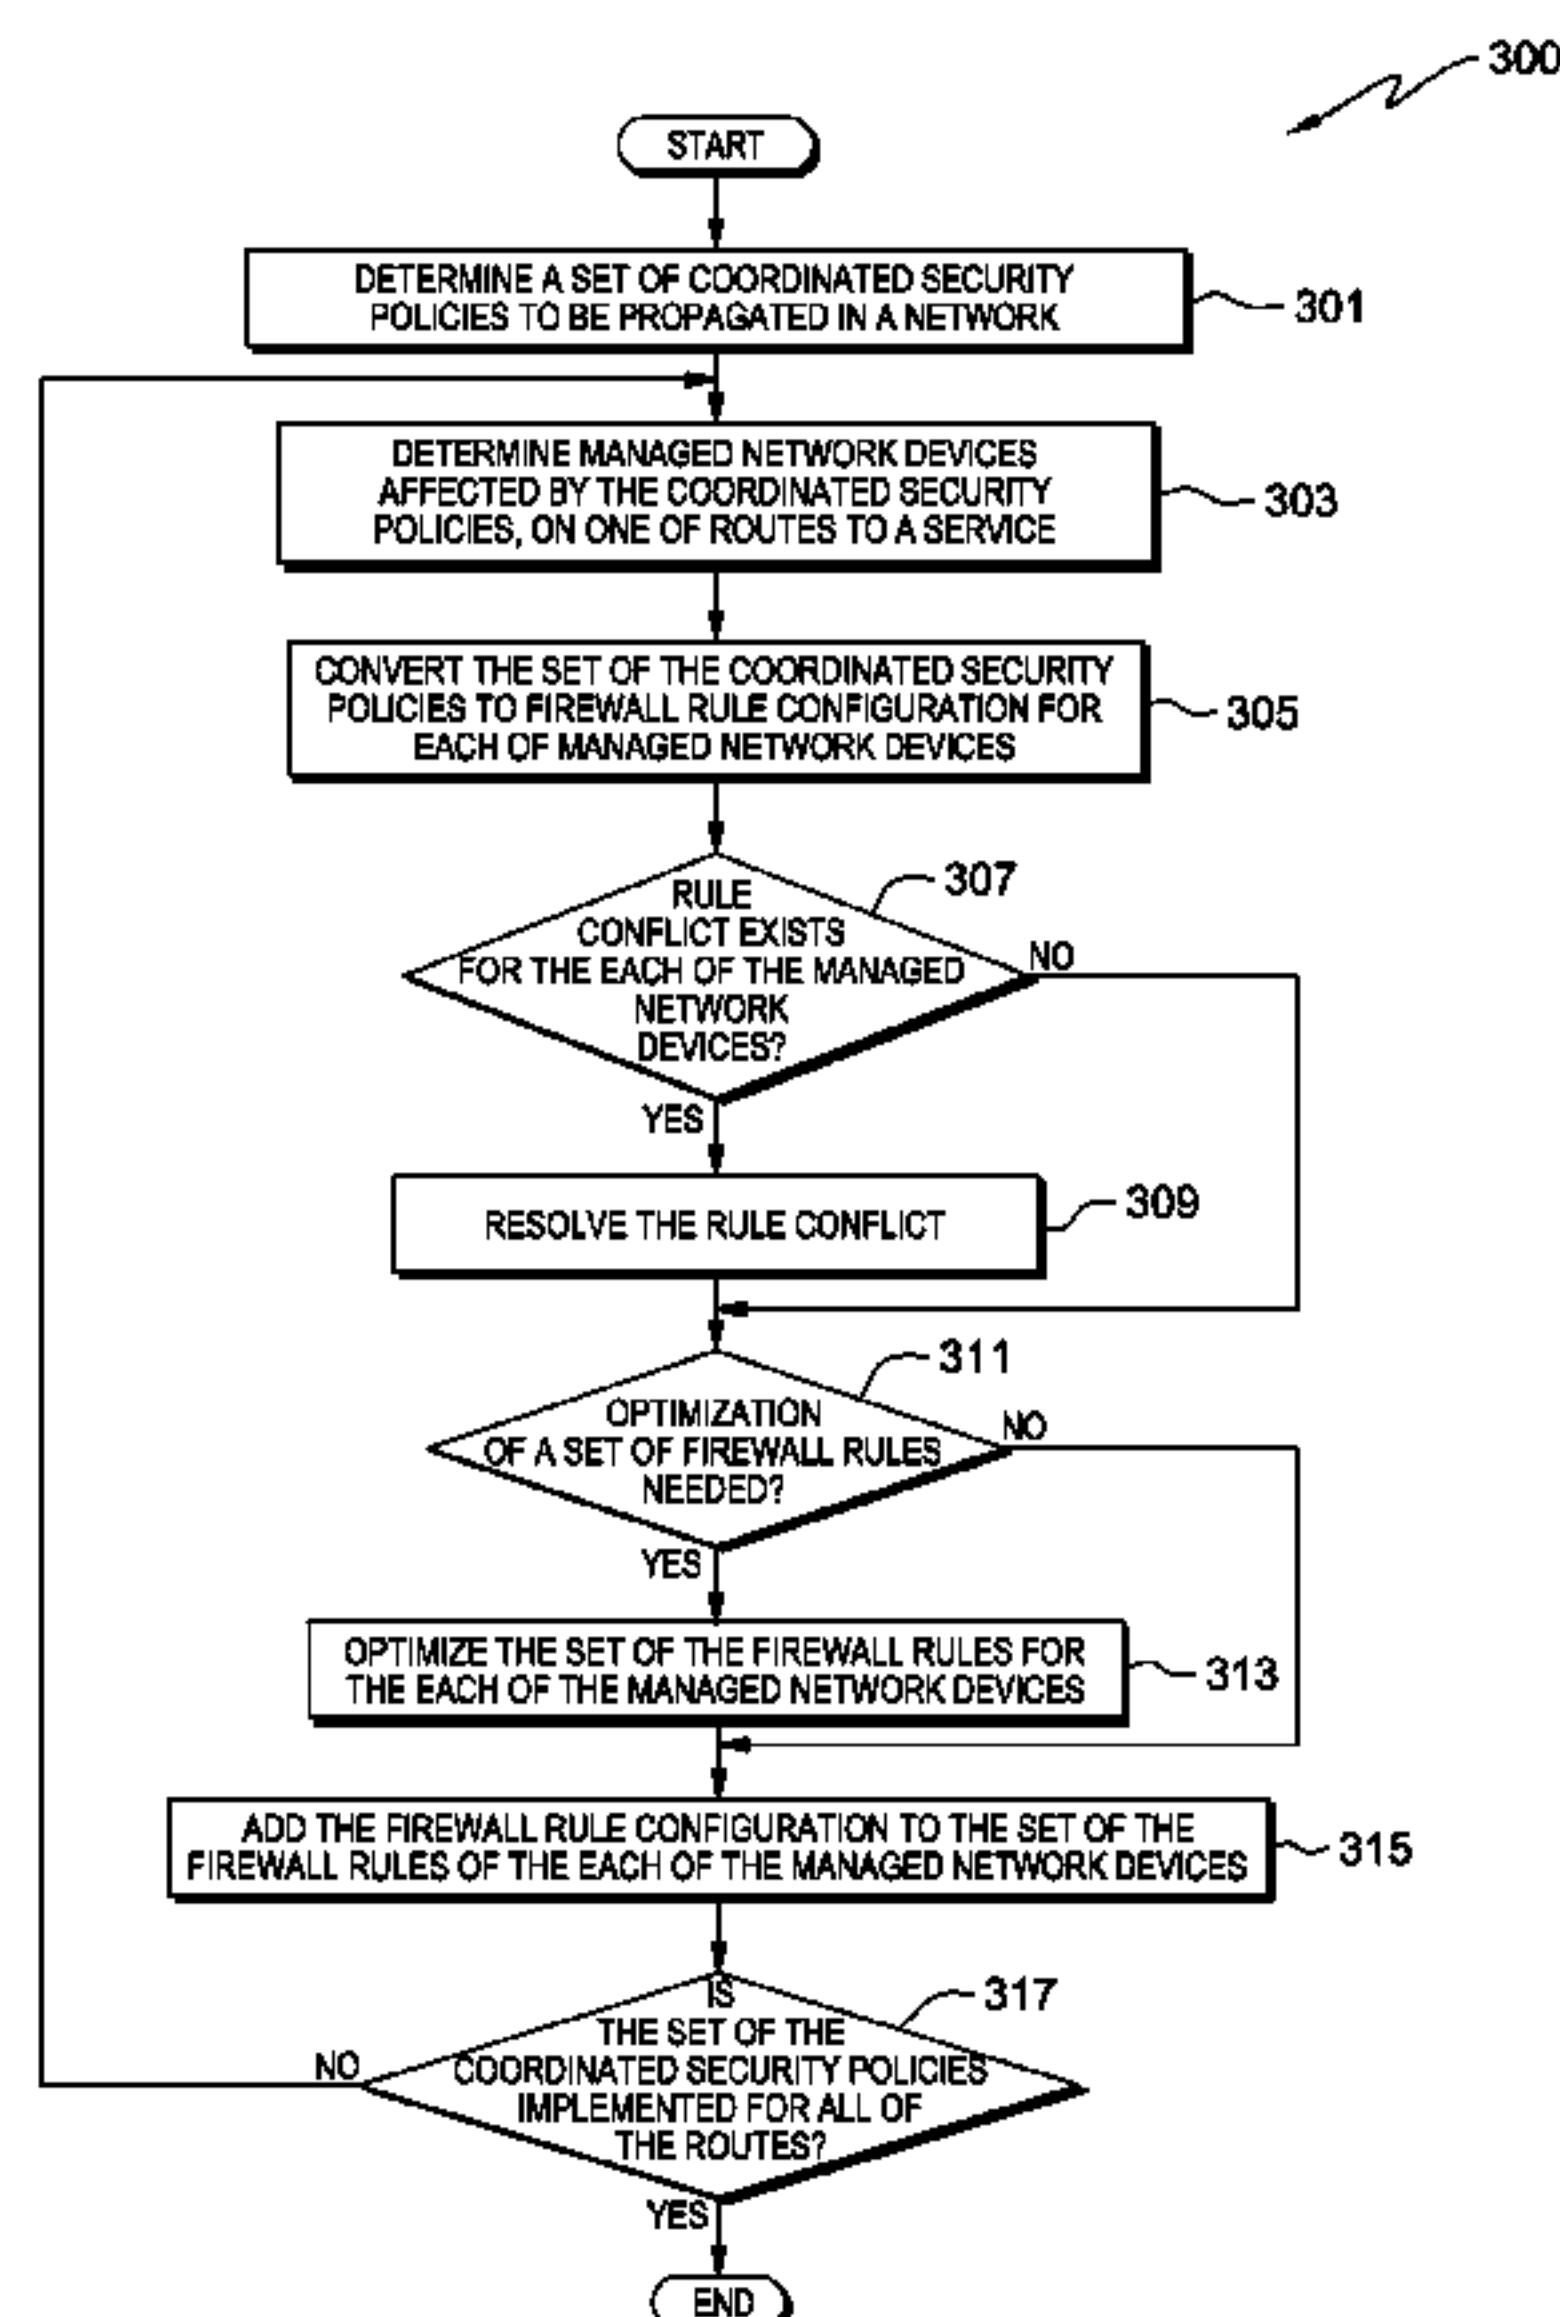 300
START
DETERMINE A SET OF COORDINATED SECURITY
POLICIES TO BE PROPAGATED IN A NETWORK
301
DETERMINE MANAGED NETWORK DEVICES
AFFECTED BY THE COORDINATED SECURITY
POLICIES, ON ONE OF ROUTES TO A SERVICE
303
CONVERT THE SET OF THE COORDINATED SECURITY
POLICIES TO FIREWALL RULE CONFIGURATION FOR
EACH OF MANAGED NETWORK DEVICES
305
RULE
CONFLICT EXISTS
FOR THE EACH OF THE MANAGED
NETWORK
DEVICES?
307
NO
YES
RESOLVE THE RULE CONFLICT
309
OPTIMIZATION
OF A SET OF FIREWALL RULES
NEEDED?
311
NO
YES
OPTIMIZE THE SET OF THE FIREWALL RULES FOR
THE EACH OF THE MANAGED NETWORK DEVICES
313
ADD THE FIREWALL RULE CONFIGURATION TO THE SET OF THE
FIREWALL RULES OF THE EACH OF THE MANAGED NETWORK DEVICES
315
IS
THE SET OF THE
COORDINATED SECURITY POLICIES
IMPLEMENTED FOR ALL OF
THE ROUTES?
317
NO
YES
END